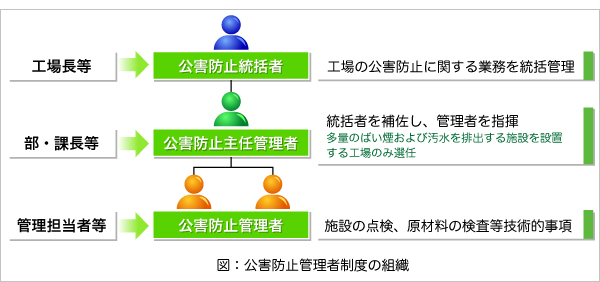 工場長等
公害防止統括者
工場の公害防止に関する業務を統括管理
部・課長等
公害防止主任管理者
統括者を補佐し、管理者を指揮
多量のばい煙および汚水を排出する施設を設置
する工場のみ選任
管理担当者等
公害防止管理者
施設の点検、原材料の検査等技術的事項
図：公害防止管理者制度の組織